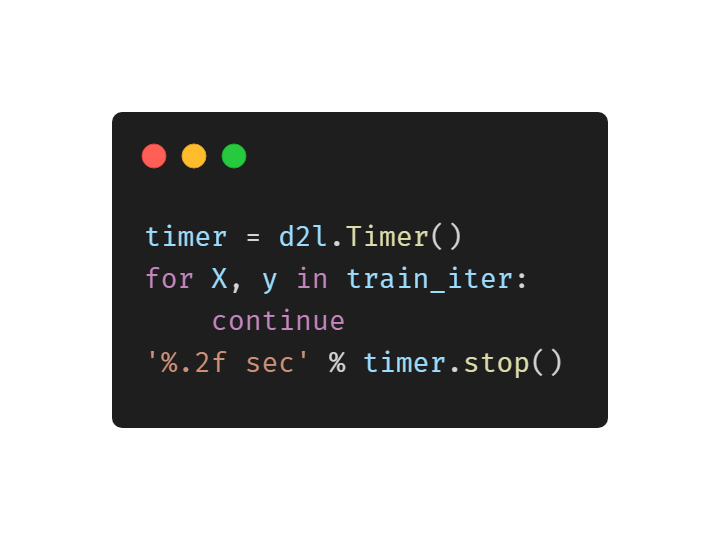 timer = d2l.Timer()
for X, y in train_iter:
    continue
'%.2f sec' % timer.stop()